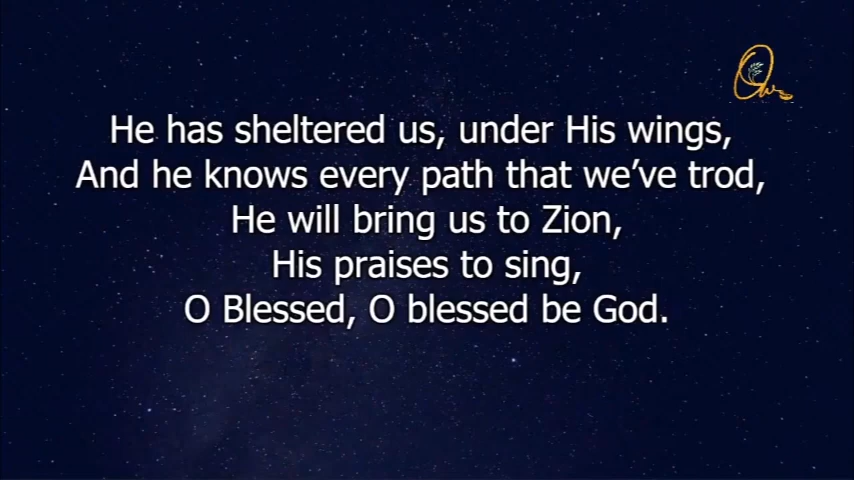 He has sheltered us, under His wings,
And he knows every path that we've trod,
He will bring us to Zion,
His praises to sing,
O Blessed, O blessed be God.